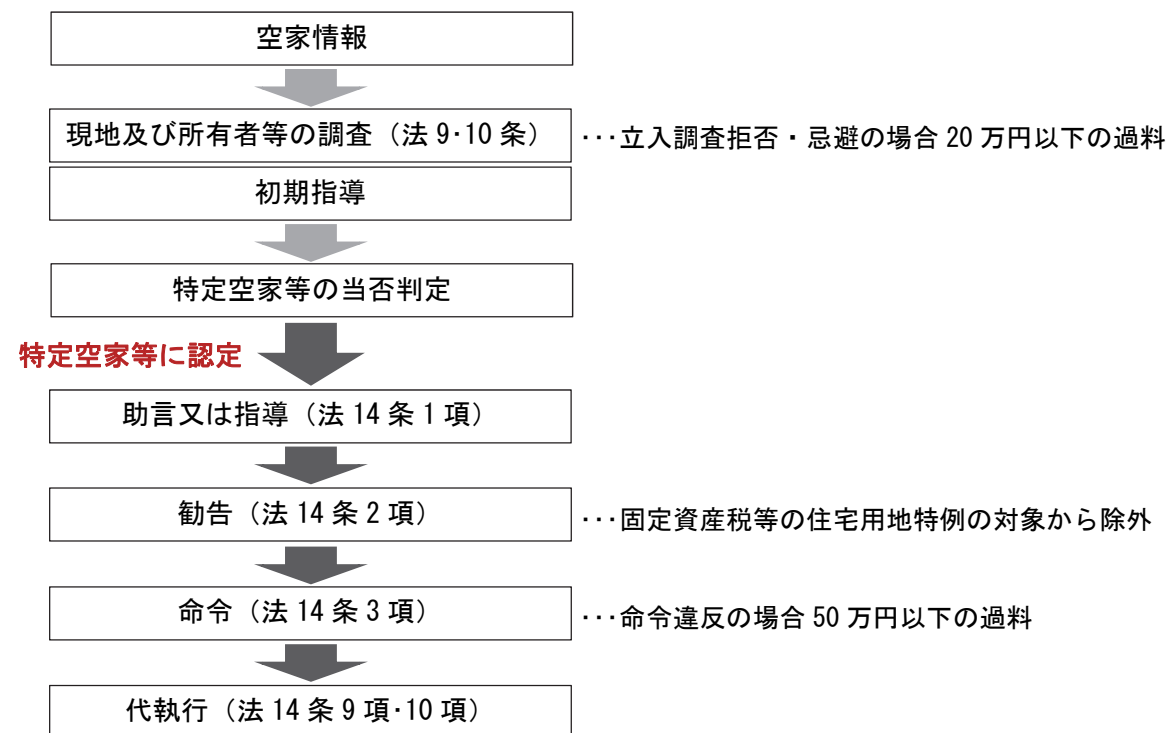 空家情報
現地及び所有者等の調査（法 9･10 条） ･･･立入調査拒否・忌避の場合 20 万円以下の過料
初期指導
特定空家等の当否判定
特定空家等に認定
助言又は指導（法 14 条 1 項）
勧告（法 14 条 2 項） ･･･固定資産税等の住宅用地特例の対象から除外
命令（法 14 条 3 項） ･･･命令違反の場合 50 万円以下の過料
代執行（法 14 条 9 項･10 項）